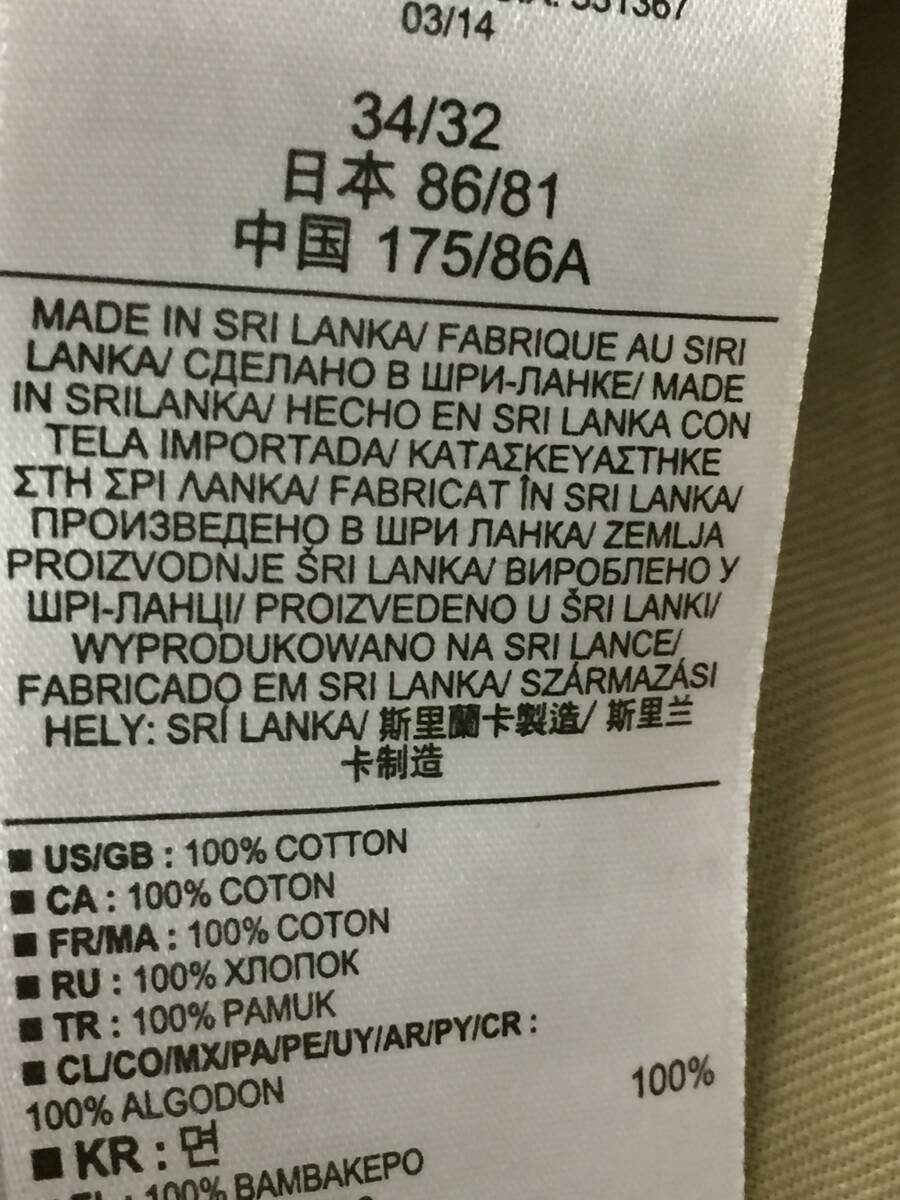 03/14
34/32
日本 86/81
中国 175/86A
MADE IN SRI LANKA/ FABRIQUE AU SIRI
LANKA/ СДЕЛАНО В ШРИ-ЛАНКЕ/ MADE
IN SRILANKA/ HECHO EN SRI LANKA CON
TELA IMPORTADA/ ΚΑΤΑΣΚΕΥΑΣΤΗΚΕ
ΣΤΗ ΣΡΙ ΛΑΝΚΑ/ FABRICAT ÎN SRI LANKA/
ПРОИЗВЕДЕНО В ШРИ ЛАНКА/ ZEMLJA
PROIZVODNJE ŠRI LANKA/ ВИРОБЛЕНО У
ШРІ-ЛАНЦІ/ PROIZVEDENO U ŠRI LANKI/
WYPRODUKOWANO NA SRI LANCE/
FABRICADO EM SRI LANKA/ SZÁRMAZÁSI
HELY: SRÍ LANKA/ 斯里蘭卡製造/ 斯里兰
卡制造
■ US/GB : 100% COTTON
■ CA : 100% COTON
■ FR/MA : 100% COTON
■ RU : 100% ХЛОПОК
■ TR : 100% PAMUK
■ CL/CO/MX/PA/PE/UY/AR/PY/CR :
100% ALGODON
■ KR : 면 100%
100% ΒΑΜΒΑΚΕΡΟ